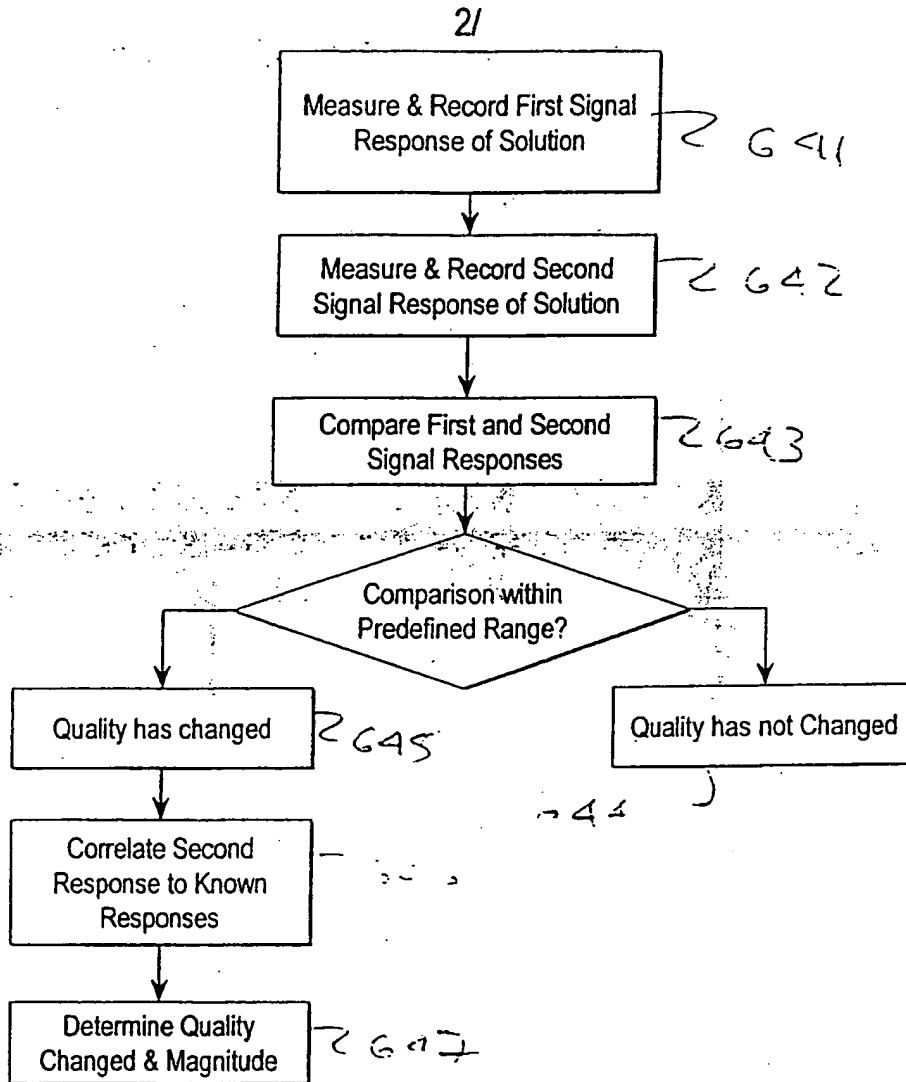 2/
Measure & Record First Signal
Response of Solution
641
Measure & Record Second
Signal Response of Solution
642
Compare First and Second
Signal Responses
643
Comparison within
Predefined Range?
Quality has changed
645
Quality has not Changed
Correlate Second
Response to Known
Responses
Determine Quality
Changed & Magnitude
647